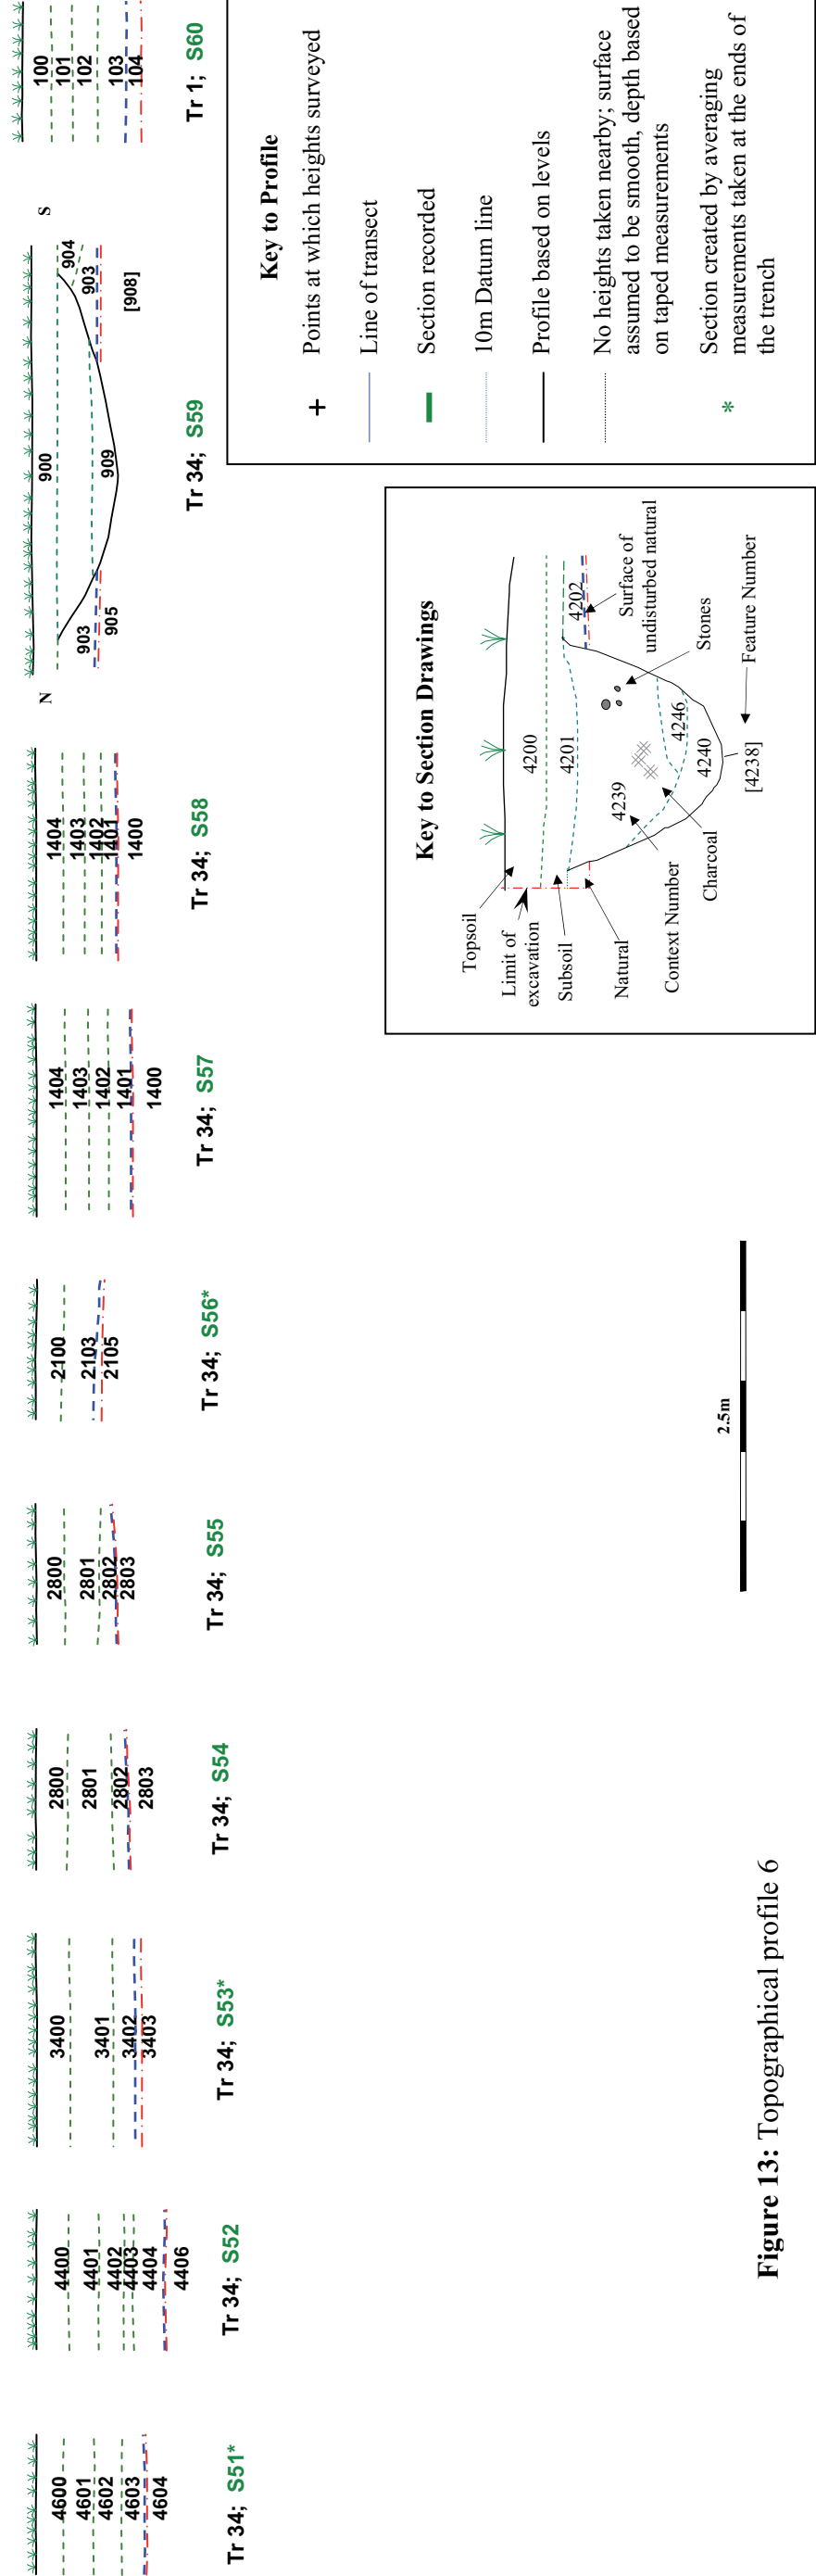 4600
4601
4602
4603
4604
Tr 34; S51*
4400
4401
4402
4403
4404
4406
Tr 34; S52
3400
3401
3402
3403
Tr 34; S53*
2800
2801
2802
2803
Tr 34; S54
2800
2801
2802
2803
Tr 34; S55
2100
2103
2105
Tr 34; S56*
1404
1403
1402
1401
1400
Tr 34; S57
1404
1403
1402
1401
1400
Tr 34; S58
N
S
900
904
903
903
909
905
[908]
Tr 34; S59
100
101
102
103
104
Tr 1; S60
Key to Section Drawings
Topsoil
Limit of
excavation
Subsoil
Natural
Context Number
Charcoal
4200
4201
4202
4239
4246
4240
[4238]
Surface of
undisturbed natural
Stones
Feature Number
Key to Profile
+ Points at which heights surveyed
Line of transect
Section recorded
10m Datum line
Profile based on levels
No heights taken nearby; surface
assumed to be smooth, depth based
on taped measurements
Section created by averaging
* measurements taken at the ends of
the trench
2.5m
Figure 13: Topographical profile 6